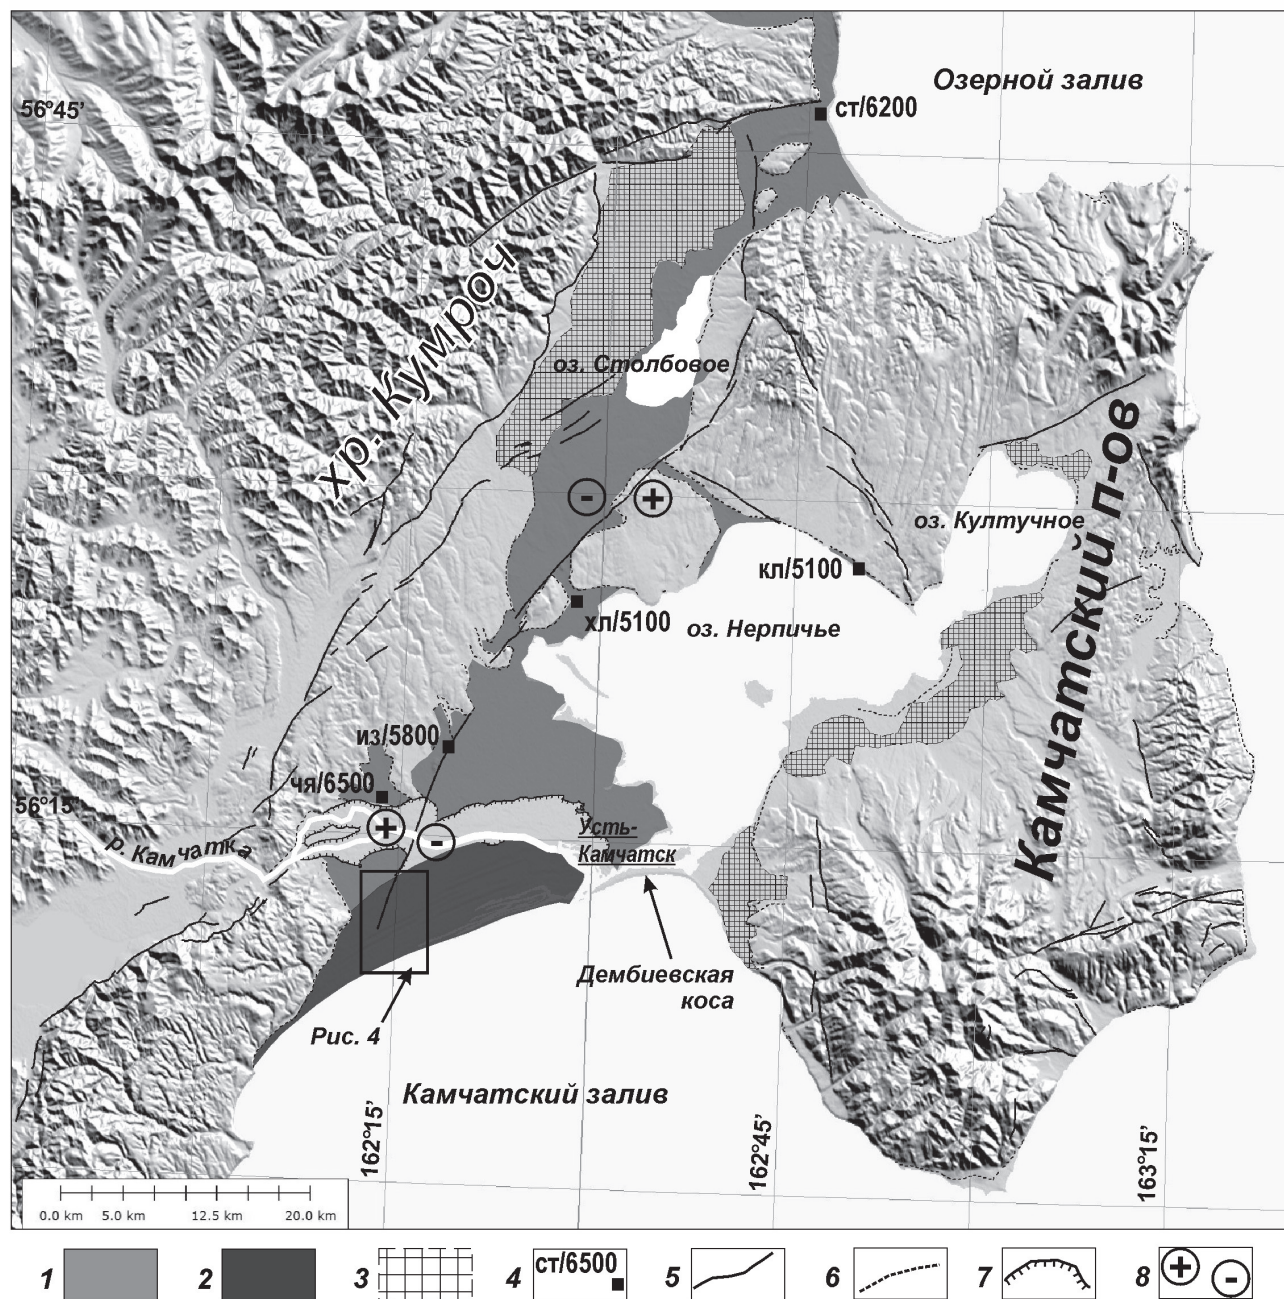 Озерной залив
56°45'
ст/6200
хр. Кумроч
оз. Столбовое
Камчатский п-ов
оз. Култучное
кл/5100
хл/5100
оз. Нерпичье
из/5800
чя/6500
56°15'
р. Камчатка
Усть-
Камчатск
Дембиевская
коса
Рис. 4
Камчатский залив
162°15'
162°45'
163°15'
0.0 km 5.0 km 12.5 km 20.0 km
1 2 3 4 ст/6500 5 6 7 8